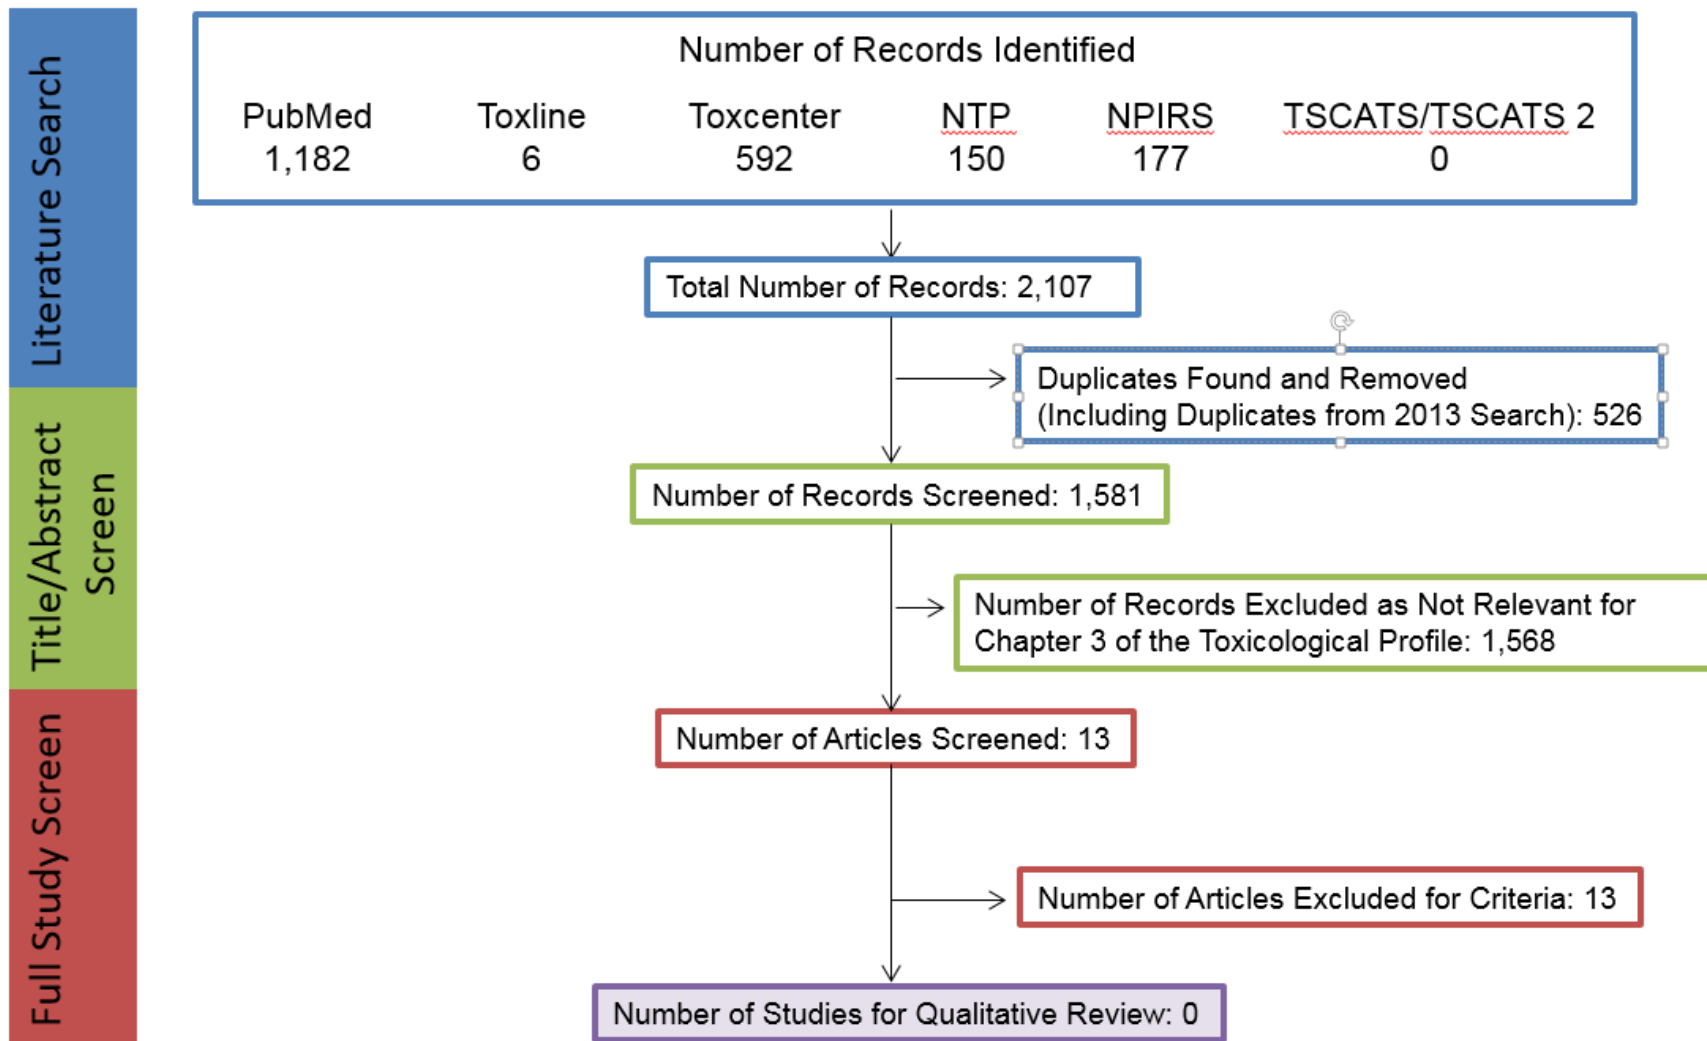 Literature Search
Number of Records Identified
PubMed Toxline Toxcenter NTP NPIRS TSCATS/TSCATS 2
1,182 6 592 150 177 0
Total Number of Records: 2,107
Duplicates Found and Removed
(Including Duplicates from 2013 Search): 526
Title/Abstract
Screen
Number of Records Screened: 1,581
Number of Records Excluded as Not Relevant for
Chapter 3 of the Toxicological Profile: 1,568
Full Study Screen
Number of Articles Screened: 13
Number of Articles Excluded for Criteria: 13
Number of Studies for Qualitative Review: 0